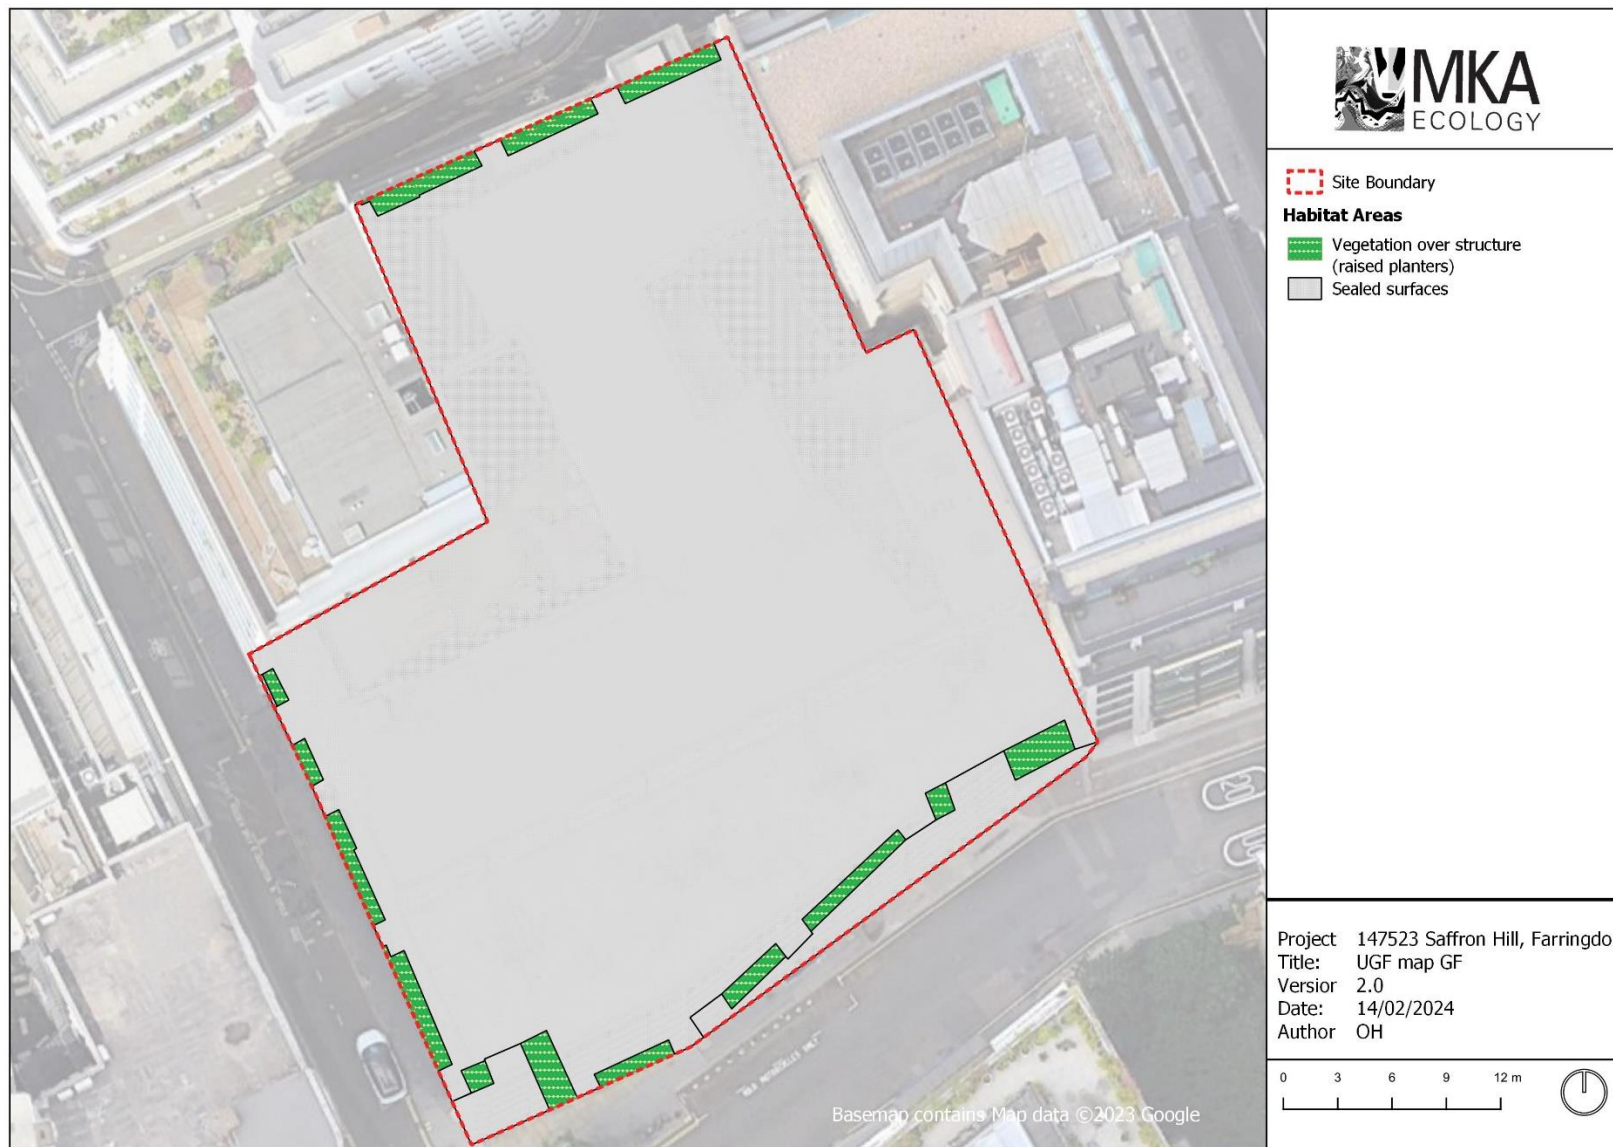 MKA
ECOLOGY
Site Boundary
Habitat Areas
Vegetation over structure
(raised planters)
Sealed surfaces
Project 147523 Saffron Hill, Farringdo
Title: UGF map GF
Versior 2.0
Date: 14/02/2024
Author OH
0 3 6 9 12 m
Basemap contains Map data ©2023 Google